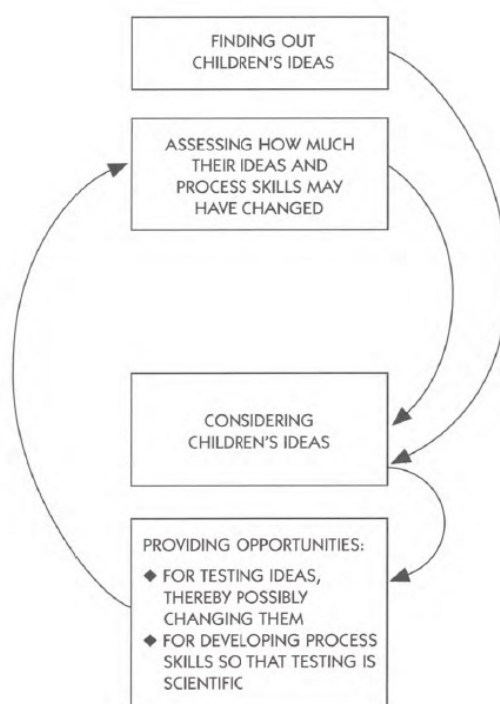 FINDING OUT
CHILDREN'S IDEAS
ASSESSING HOW MUCH
THEIR IDEAS AND
PROCESS SKILLS MAY
HAVE CHANGED
CONSIDERING
CHILDREN'S IDEAS
PROVIDING OPPORTUNITIES:
◆ FOR TESTING IDEAS,
THEREBY POSSIBLY
CHANGING THEM
◆ FOR DEVELOPING PROCESS
SKILLS SO THAT TESTING IS
SCIENTIFIC